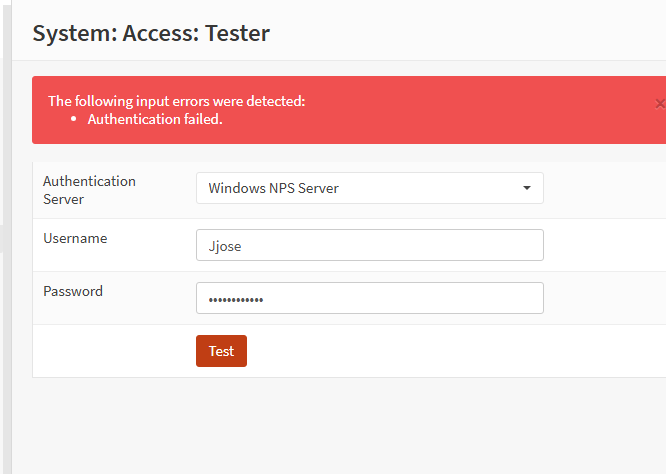 System: Access: Tester
The following input errors were detected:
Authentication failed.
Authentication
Server
Windows NPS Server
Username
Jjose
Password
••••••••••••
Test